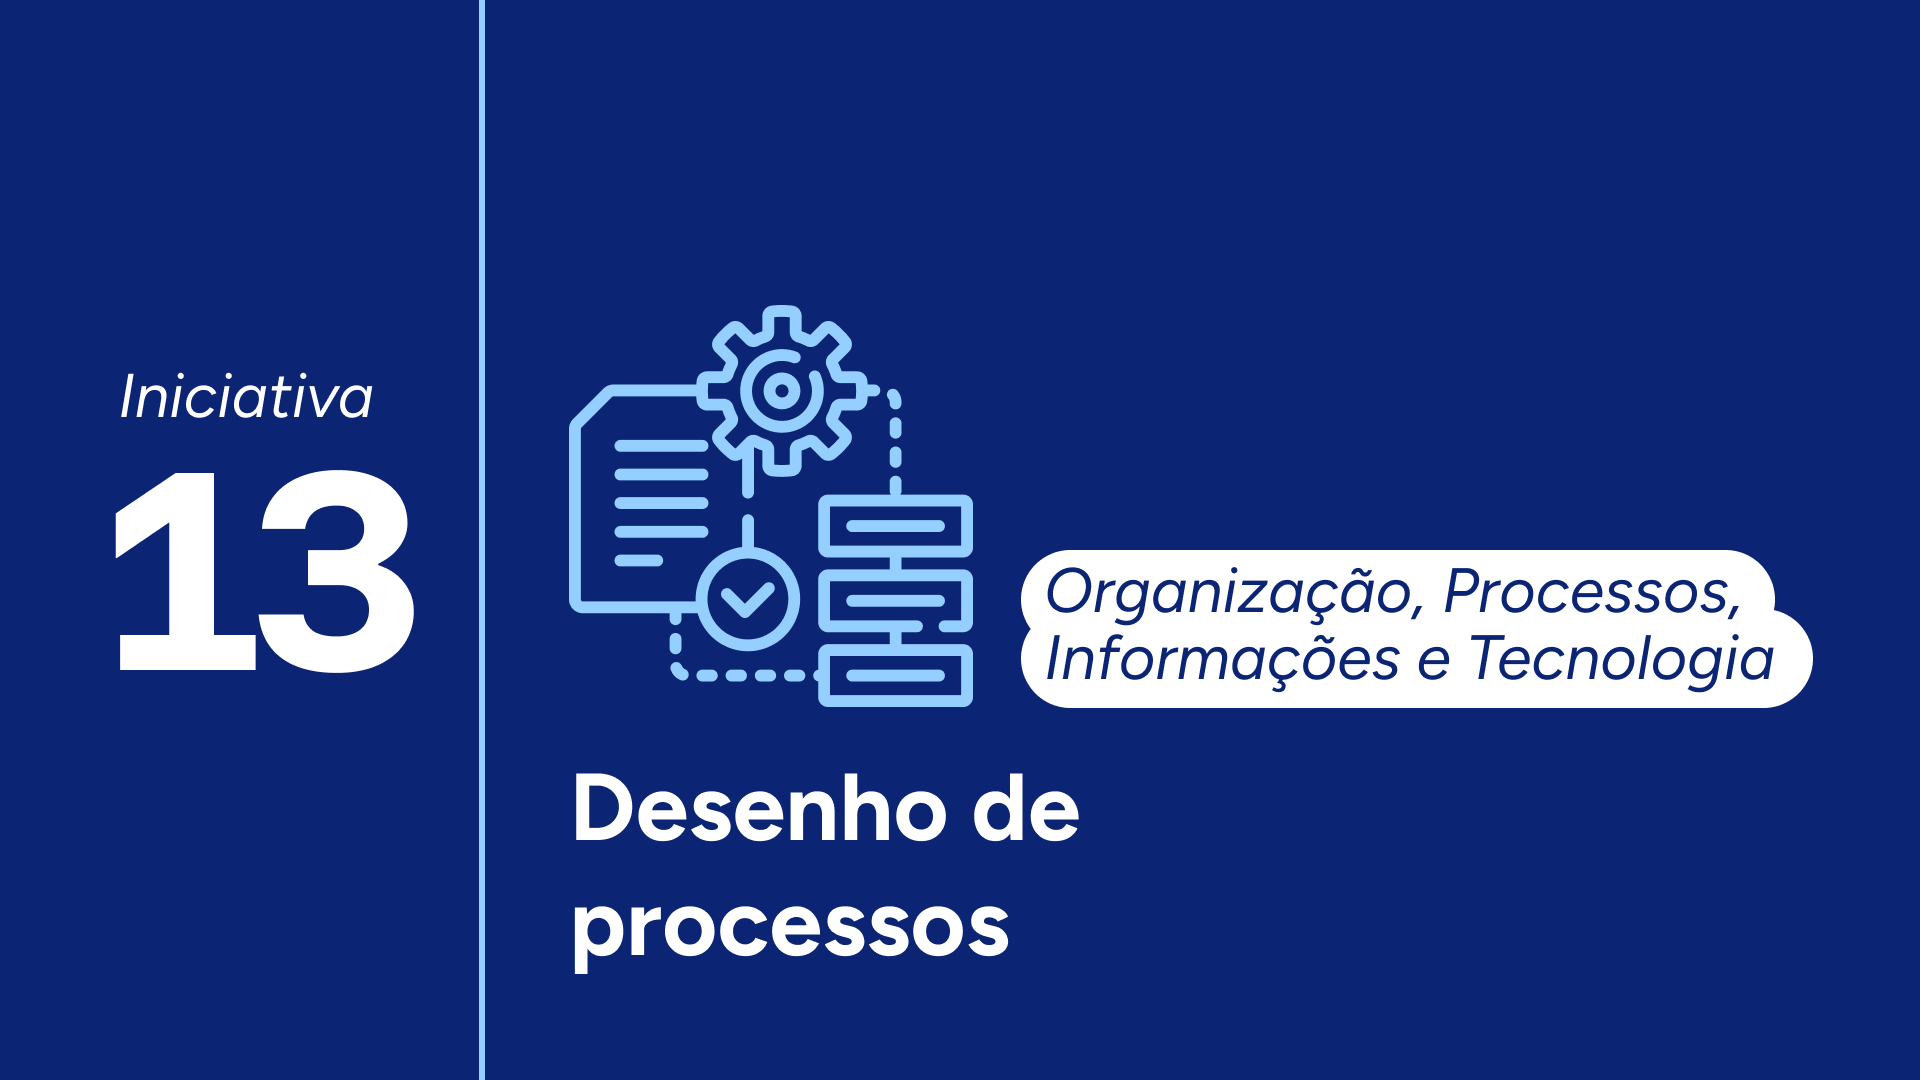 Iniciativa
13
Organização, Processos,
Informações e Tecnologia
Desenho de
processos